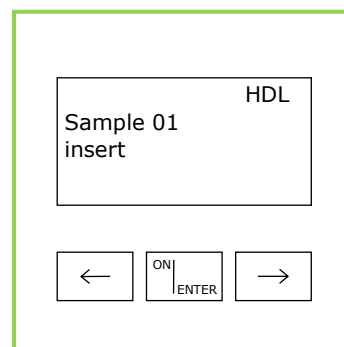 HDL
Sample 01
insert
← ON ENTER →